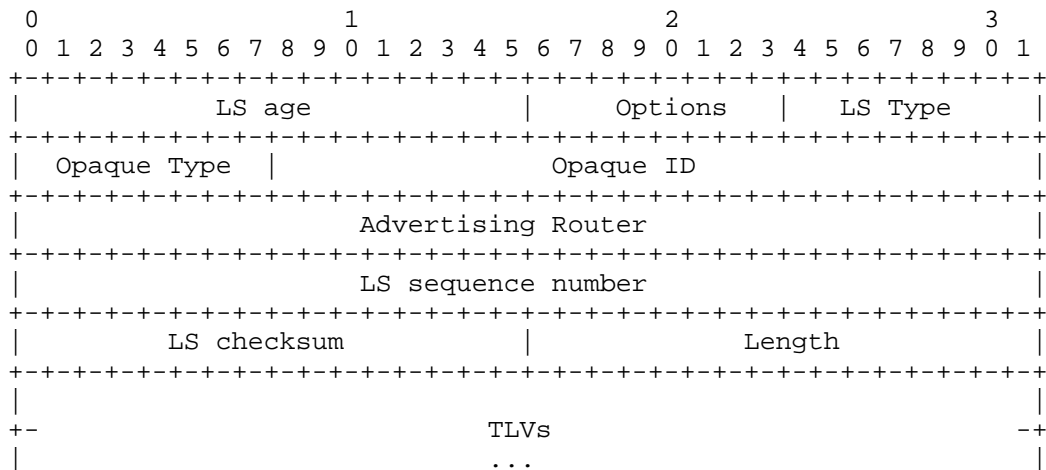 0                   1                   2                   3
 0 1 2 3 4 5 6 7 8 9 0 1 2 3 4 5 6 7 8 9 0 1 2 3 4 5 6 7 8 9 0 1
+-+-+-+-+-+-+-+-+-+-+-+-+-+-+-+-+-+-+-+-+-+-+-+-+-+-+-+-+-+-+-+-+
|            LS age             |     Options   |   LS Type     |
+-+-+-+-+-+-+-+-+-+-+-+-+-+-+-+-+-+-+-+-+-+-+-+-+-+-+-+-+-+-+-+-+
|  Opaque Type  |                 Opaque ID                     |
+-+-+-+-+-+-+-+-+-+-+-+-+-+-+-+-+-+-+-+-+-+-+-+-+-+-+-+-+-+-+-+-+
|                     Advertising Router                        |
+-+-+-+-+-+-+-+-+-+-+-+-+-+-+-+-+-+-+-+-+-+-+-+-+-+-+-+-+-+-+-+-+
|                     LS sequence number                        |
+-+-+-+-+-+-+-+-+-+-+-+-+-+-+-+-+-+-+-+-+-+-+-+-+-+-+-+-+-+-+-+-+
|         LS checksum           |             Length            |
+-+-+-+-+-+-+-+-+-+-+-+-+-+-+-+-+-+-+-+-+-+-+-+-+-+-+-+-+-+-+-+-+
|                                                               |
+-                            TLVs                             -+
|                             ...                               |